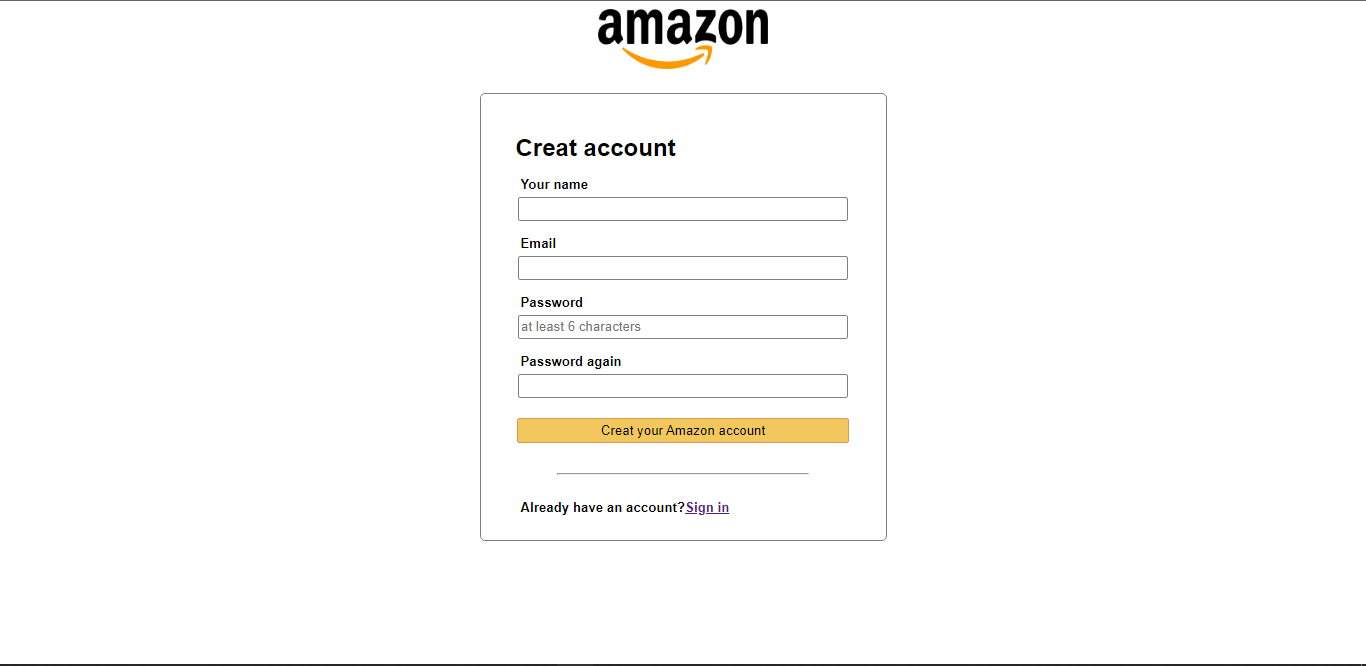 amazon
Creat account
Your name
Email
Password
at least 6 characters
Password again
Creat your Amazon account
Already have an account?Sign in